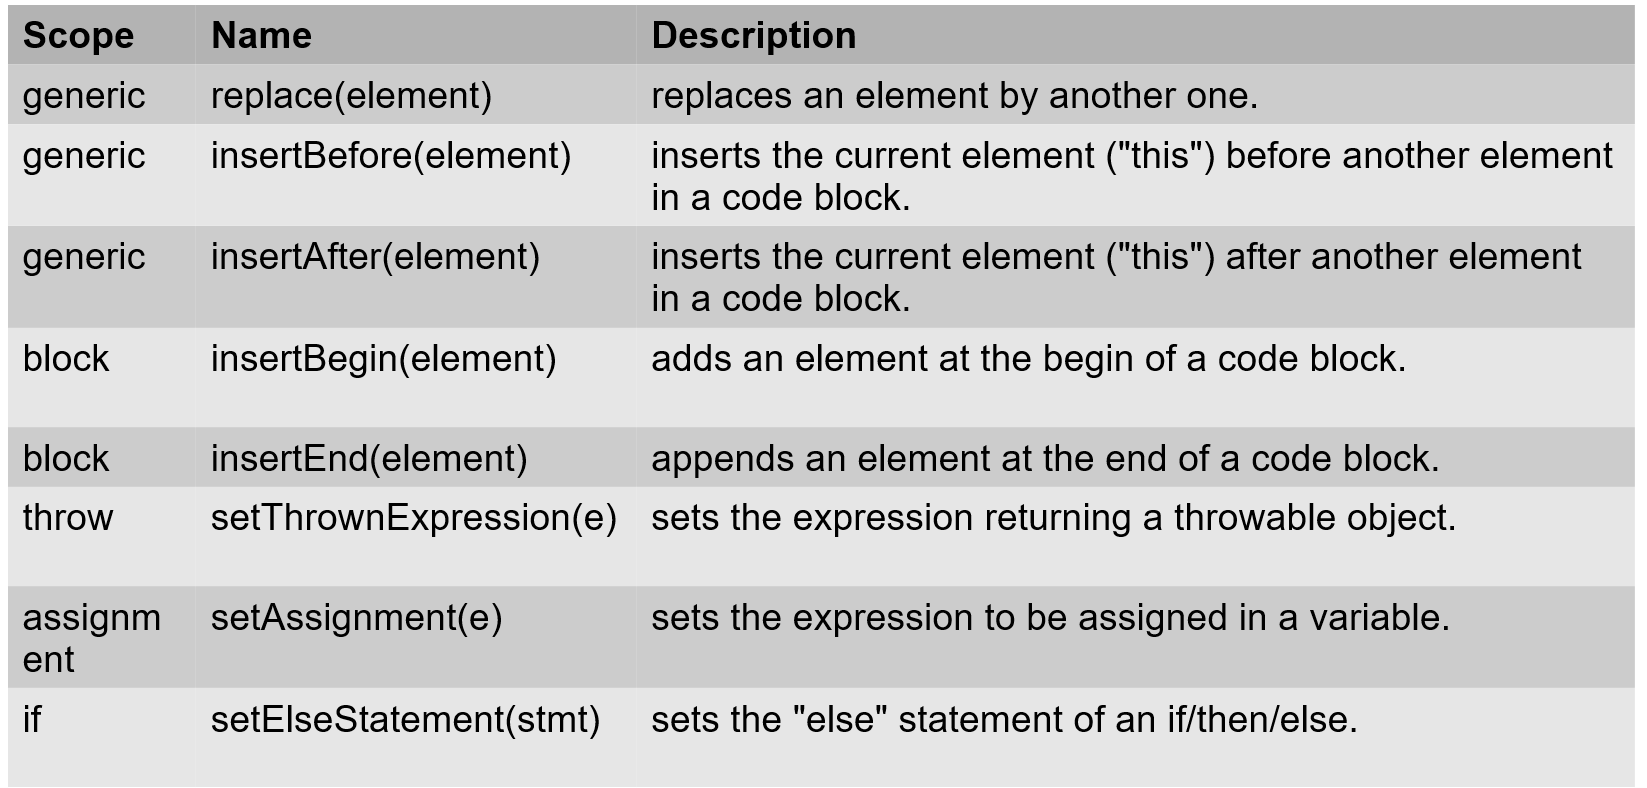 Scope Name Description
generic replace(element) replaces an element by another one.
generic insertBefore(element) inserts the current element ("this") before another element
in a code block.
generic insertAfter(element) inserts the current element ("this") after another element
in a code block.
block insertBegin(element) adds an element at the begin of a code block.
block insertEnd(element) appends an element at the end of a code block.
throw setThrownExpression(e) sets the expression returning a throwable object.
assignm setAssignment(e) sets the expression to be assigned in a variable.
ent
if setElseStatement(stmt) sets the "else" statement of an if/then/else.